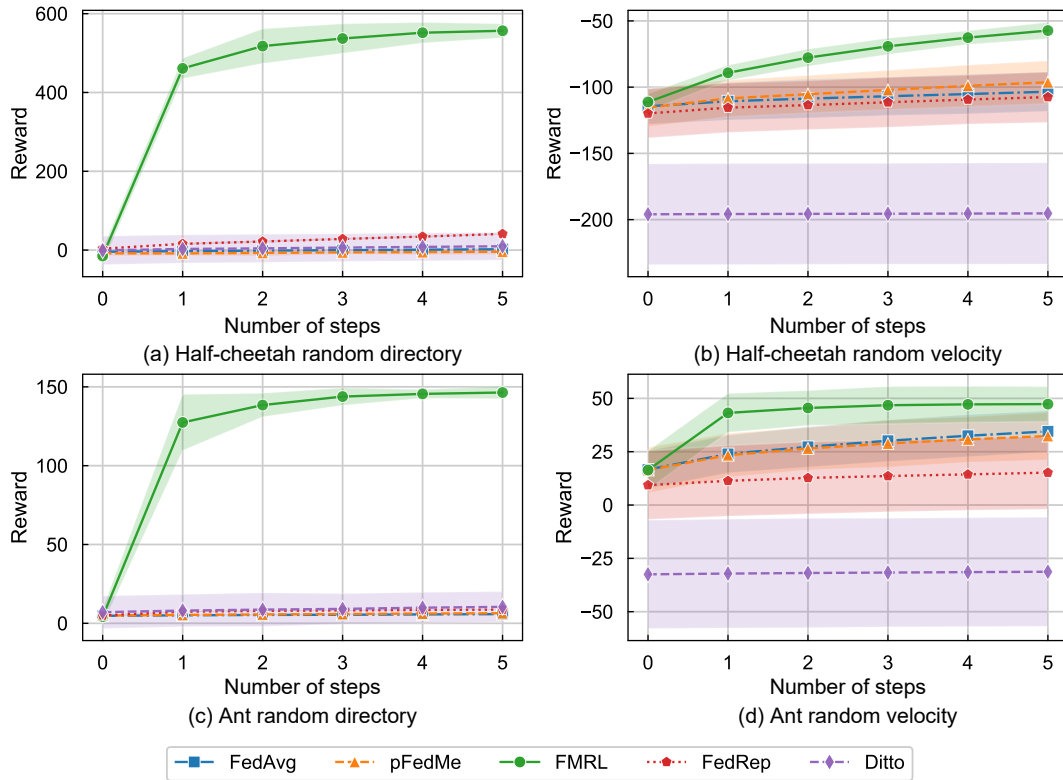 600
400
200
0
Reward
0 1 2 3 4 5
Number of steps
(a) Half-cheetah random directory
−50
−100
−150
−200
Reward
0 1 2 3 4 5
Number of steps
(b) Half-cheetah random velocity
150
100
50
0
Reward
0 1 2 3 4 5
Number of steps
(c) Ant random directory
50
25
0
−25
−50
Reward
0 1 2 3 4 5
Number of steps
(d) Ant random velocity
FedAvg pFedMe FMRL FedRep Ditto